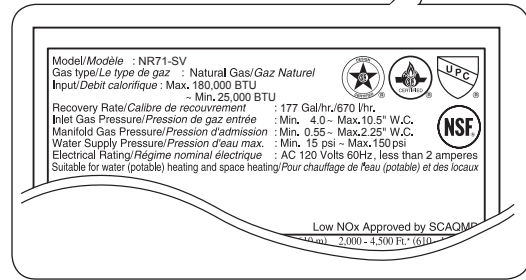 Model/Modèle : NR71-SV
Gas type/Le type de gaz : Natural Gas/Gaz Naturel
Input/Debit calorifique : Max. 180,000 BTU
~ Min. 25,000 BTU
Recovery Rate/Calibre de recouvrement : 177 Gal/hr./670 l/hr.
Inlet Gas Pressure/Pression de gaz entrée : Min. 4.0~ Max.10.5" W.C.
Manifold Gas Pressure/Pression d'admission : Min. 0.55~ Max.2.25" W.C.
Water Supply Pressure/Pression d'eau max. : Min. 15 psi ~ Max.150psi
Electrical Rating/Régime nominal électrique : AC 120 Volts 60Hz, less than 2 amperes
Suitable for water (potable) heating and space heating/Pour chauffage de l'eau (potable) et des locaux
DESIGN
CERTIFIED
CERTIFIED
UPC
®
NSF
Low NOx Approved by SCAQMD
2,000 - 4,500 Ft.* (610 -